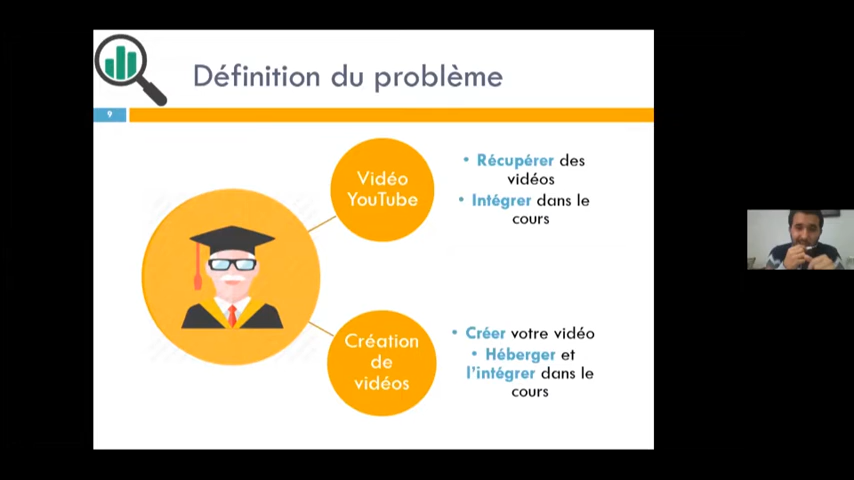 Définition du problème
9
Vidéo
YouTube
• Récupérer des
vidéos
• Intégrer dans le
cours
Création
de
vidéos
• Créer votre vidéo
• Héberger et
l'intégrer dans le
cours